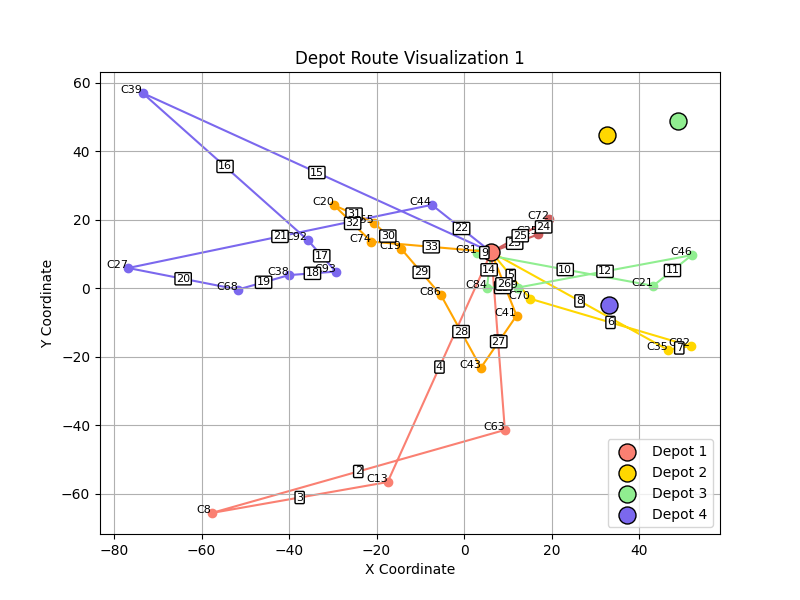 Depot Route Visualization 1
Y Coordinate
60
40
20
0
−20
−40
−60
C39
16
15
C20
31
C44
C72
32
22
24
21
C92
C74
30
25
C19
33
C81
9
17
C46
C27
20
C38
18
C93
29
14
5
10
12
11
C68
19
C84
26
C21
C86
C70
8
C41
6
28
27
C35
7
4
C43
C63
2
C13
3
C8
Depot 1
Depot 2
Depot 3
Depot 4
−80
−60
−40
−20
0
20
40
X Coordinate